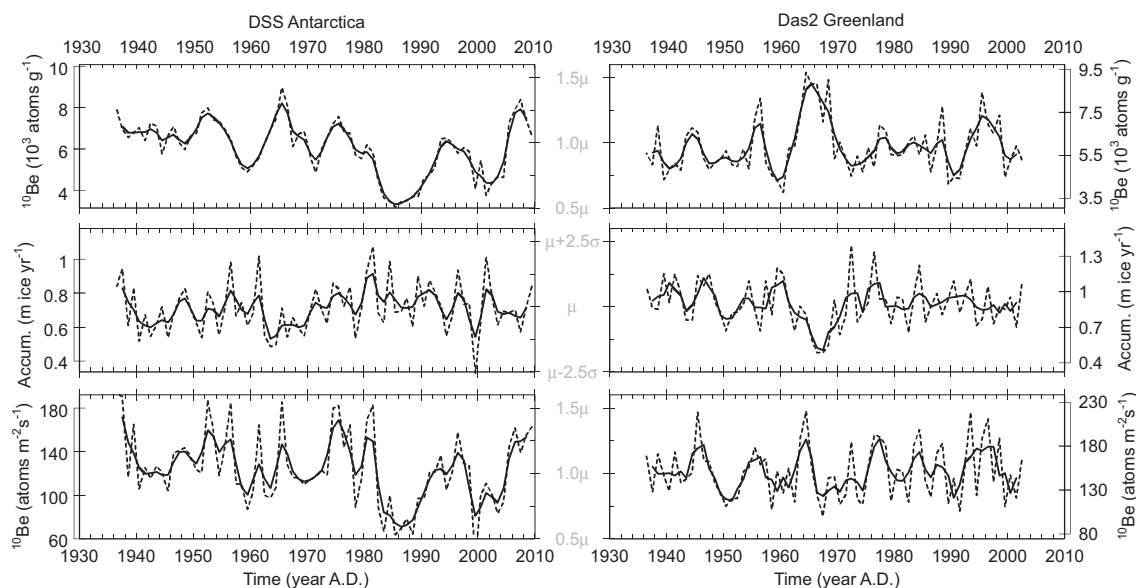 DSS Antarctica
Das2 Greenland
1930 1940 1950 1960 1970 1980 1990 2000 2010
1930 1940 1950 1960 1970 1980 1990 2000 2010
¹⁰Be (10³ atoms g⁻¹)
10
8
6
4
1.5μ
1.0μ
0.5μ
9.5
7.5
5.5
3.5
¹⁰Be (10³ atoms g⁻¹)
Accum. (m ice yr⁻¹)
1
0.8
0.6
0.4
μ+2.5σ
μ
μ-2.5σ
1.3
1
0.7
0.4
Accum. (m ice yr⁻¹)
¹⁰Be (atoms m⁻²s⁻¹)
180
140
100
60
1.5μ
1.0μ
0.5μ
230
180
130
80
¹⁰Be (atoms m⁻²s⁻¹)
1930 1940 1950 1960 1970 1980 1990 2000 2010
1930 1940 1950 1960 1970 1980 1990 2000 2010
Time (year A.D.)
Time (year A.D.)